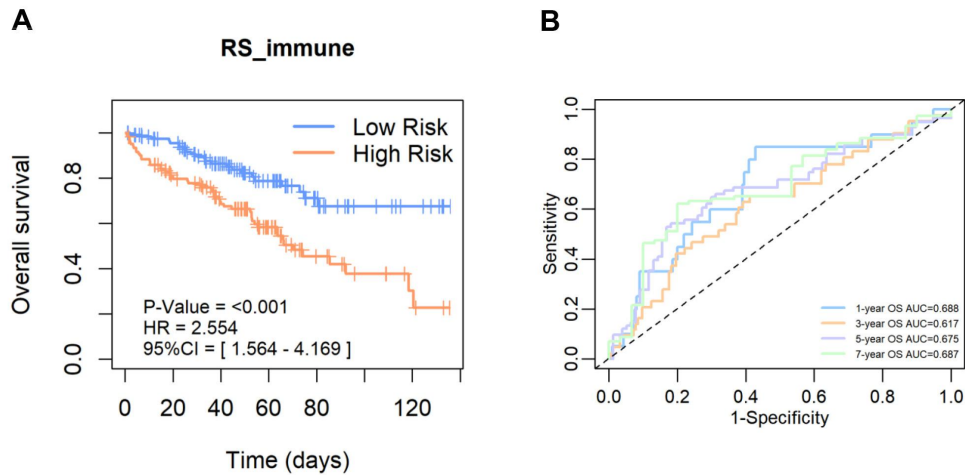 A
RS_immune
Low Risk
High Risk
Overall survival
0.8
0.4
0.0
P-Value = <0.001
HR = 2.554
95%CI = [ 1.564 - 4.169 ]
0 20 40 60 80 120
Time (days)
B
Sensitivity
1.0
0.8
0.6
0.4
0.2
0.0
1-year OS AUC=0.688
3-year OS AUC=0.617
5-year OS AUC=0.675
7-year OS AUC=0.687
0.0 0.2 0.4 0.6 0.8 1.0
1-Specificity